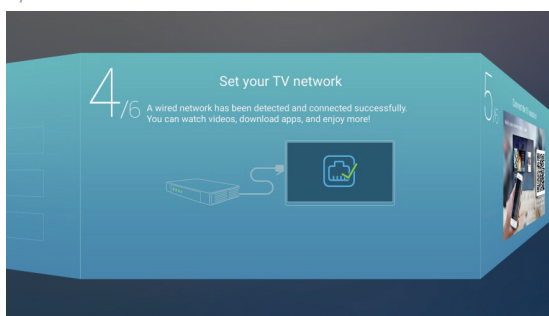 4/6
Set your TV network
A wired network has been detected and connected successfully.
You can watch videos, download apps, and enjoy more!
5/6